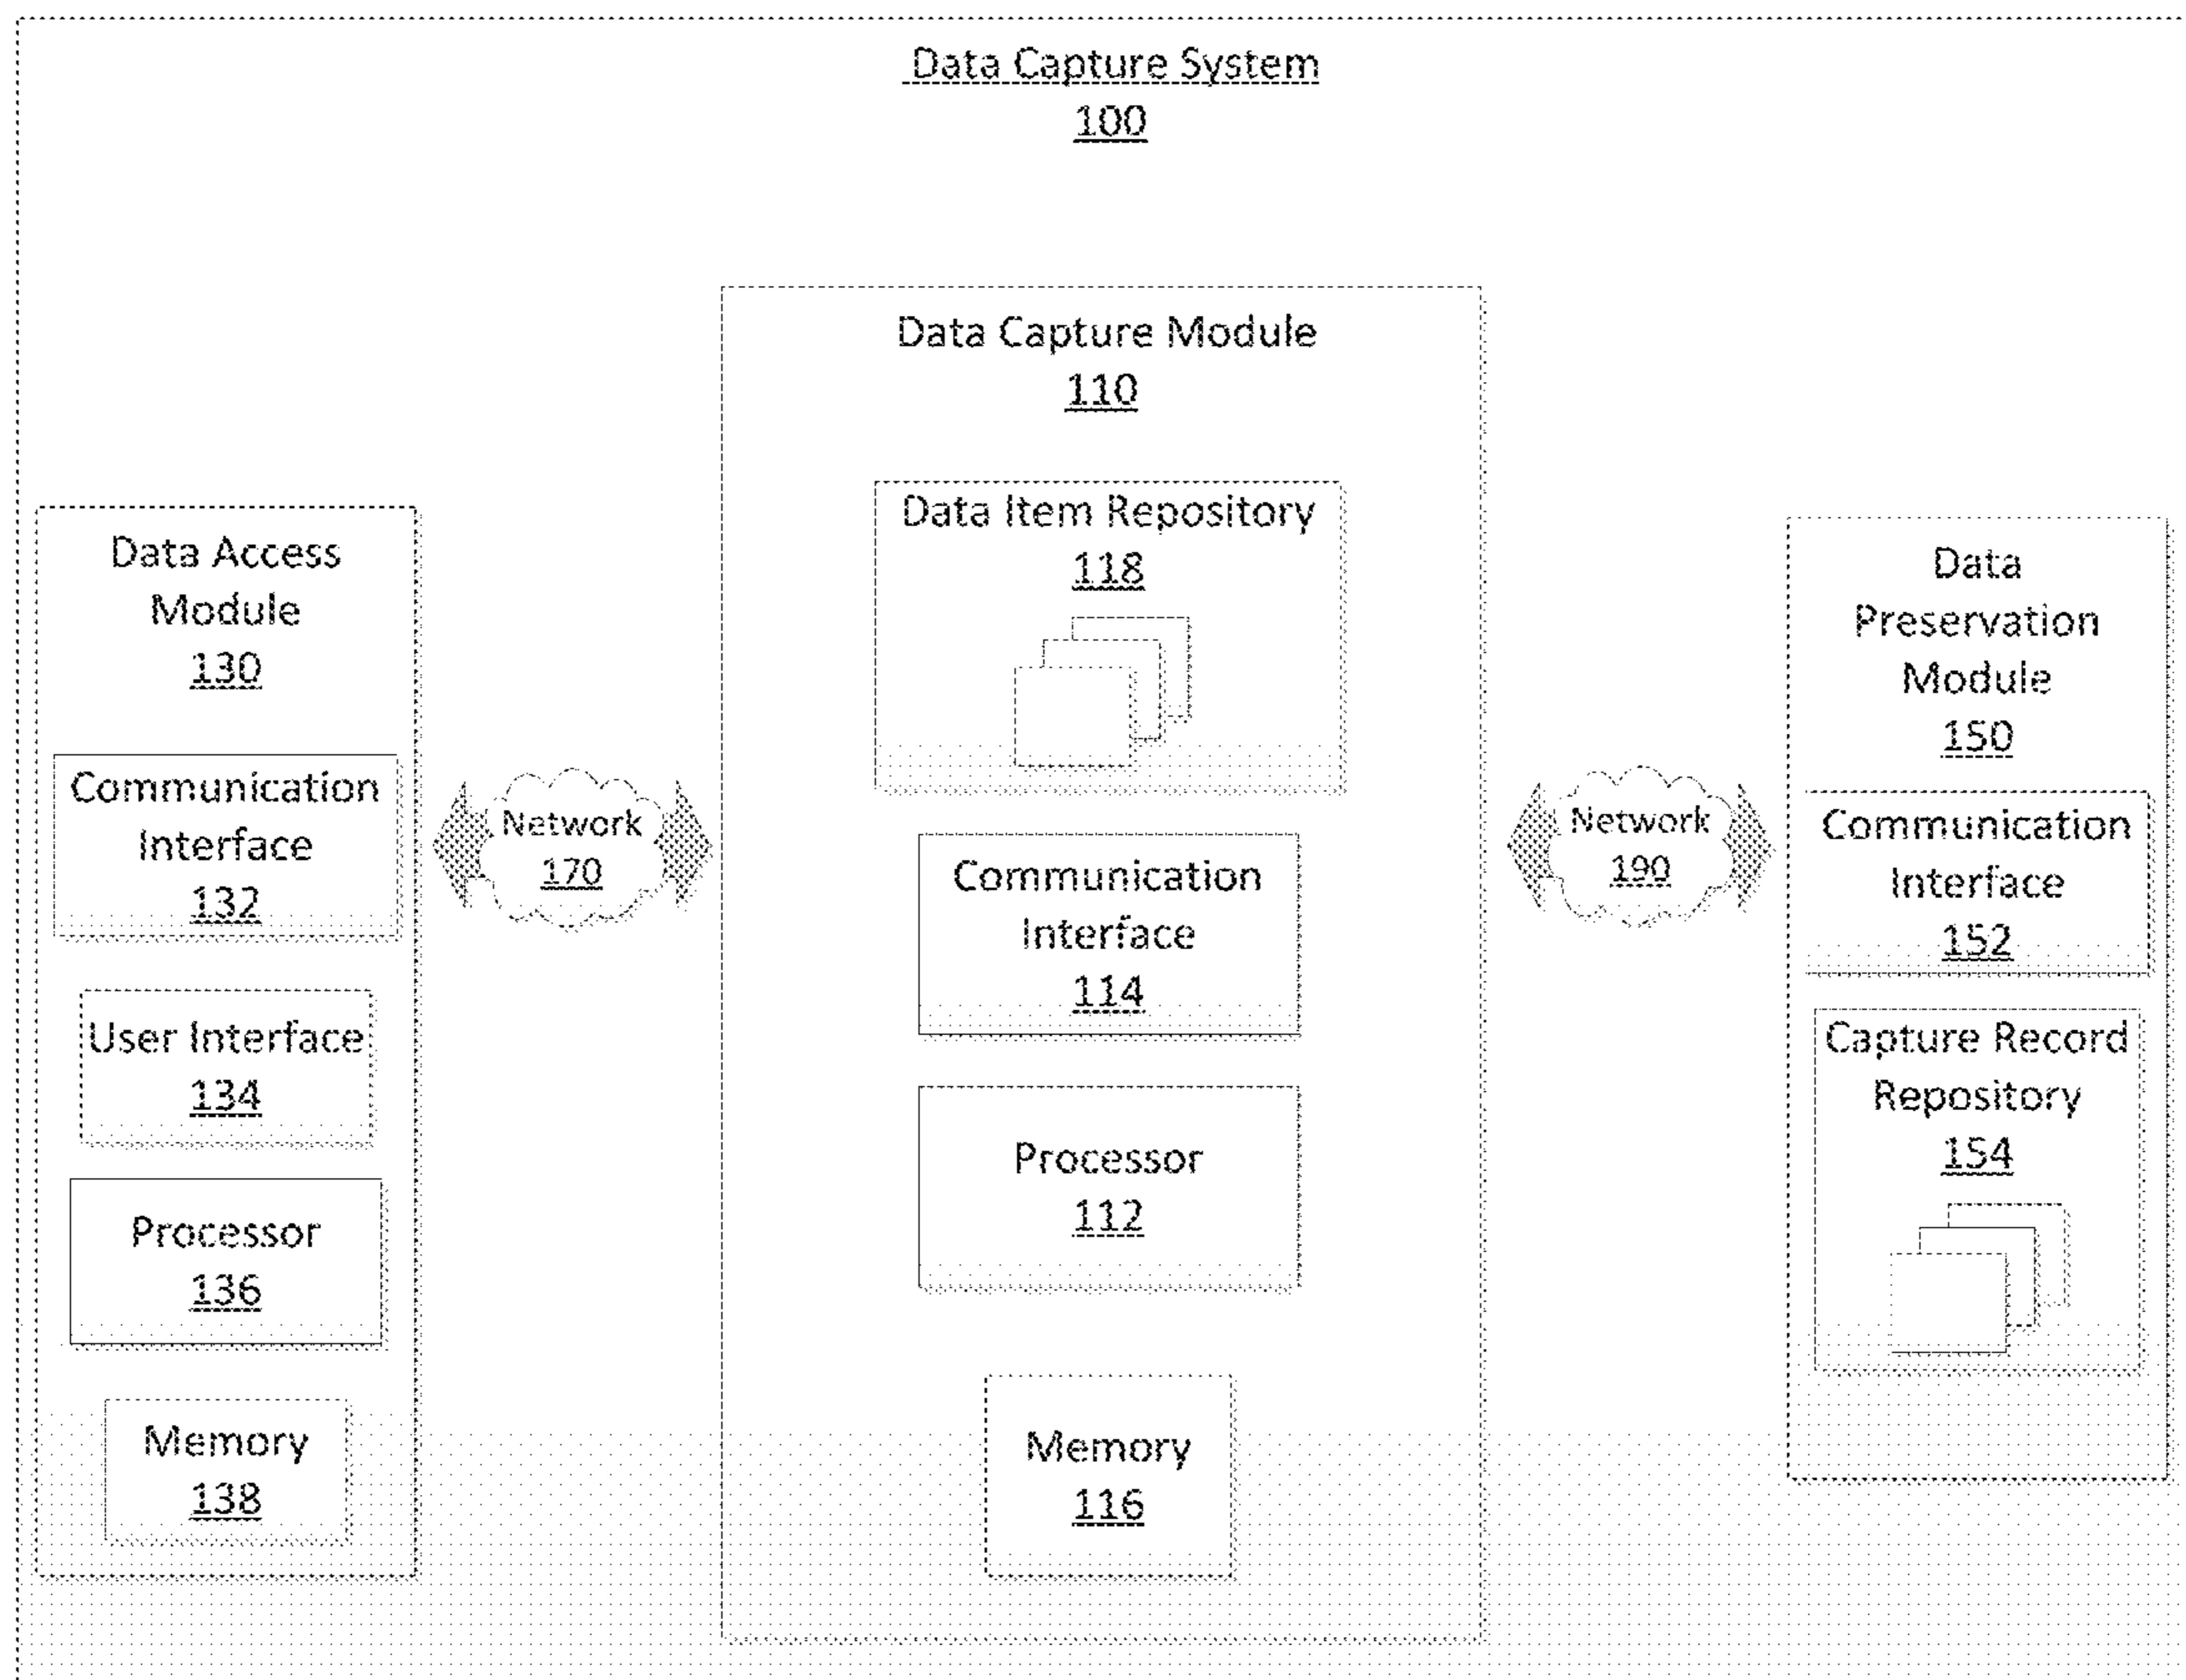 Data Capture System
100
Data Access
Module
130
Communication
Interface
132
User Interface
134
Processor
136
Memory
138
Network
170
Data Capture Module
110
Data Item Repository
118
Communication
Interface
114
Processor
112
Memory
116
Network
190
Data
Preservation
Module
150
Communication
Interface
152
Capture Record
Repository
154